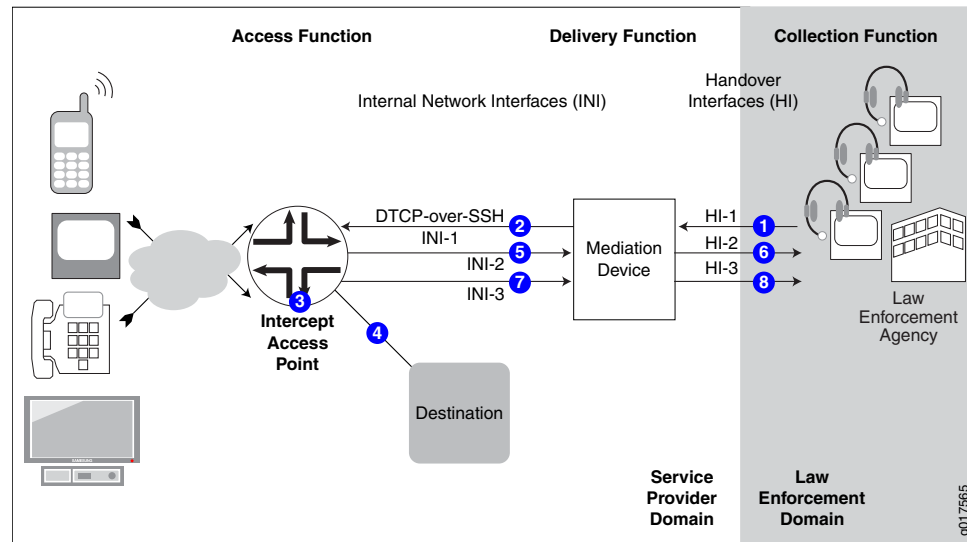 Access Function
Delivery Function
Collection Function
Internal Network Interfaces (INI)
Handover
Interfaces (HI)
DTCP-over-SSH
2
INI-1
5
INI-2
7
INI-3
Mediation
Device
HI-1
1
HI-2
6
HI-3
8
3
Intercept
Access
Point
4
Destination
Law
Enforcement
Agency
SAMSUNG
Service
Provider
Domain
Law
Enforcement
Domain
g017565